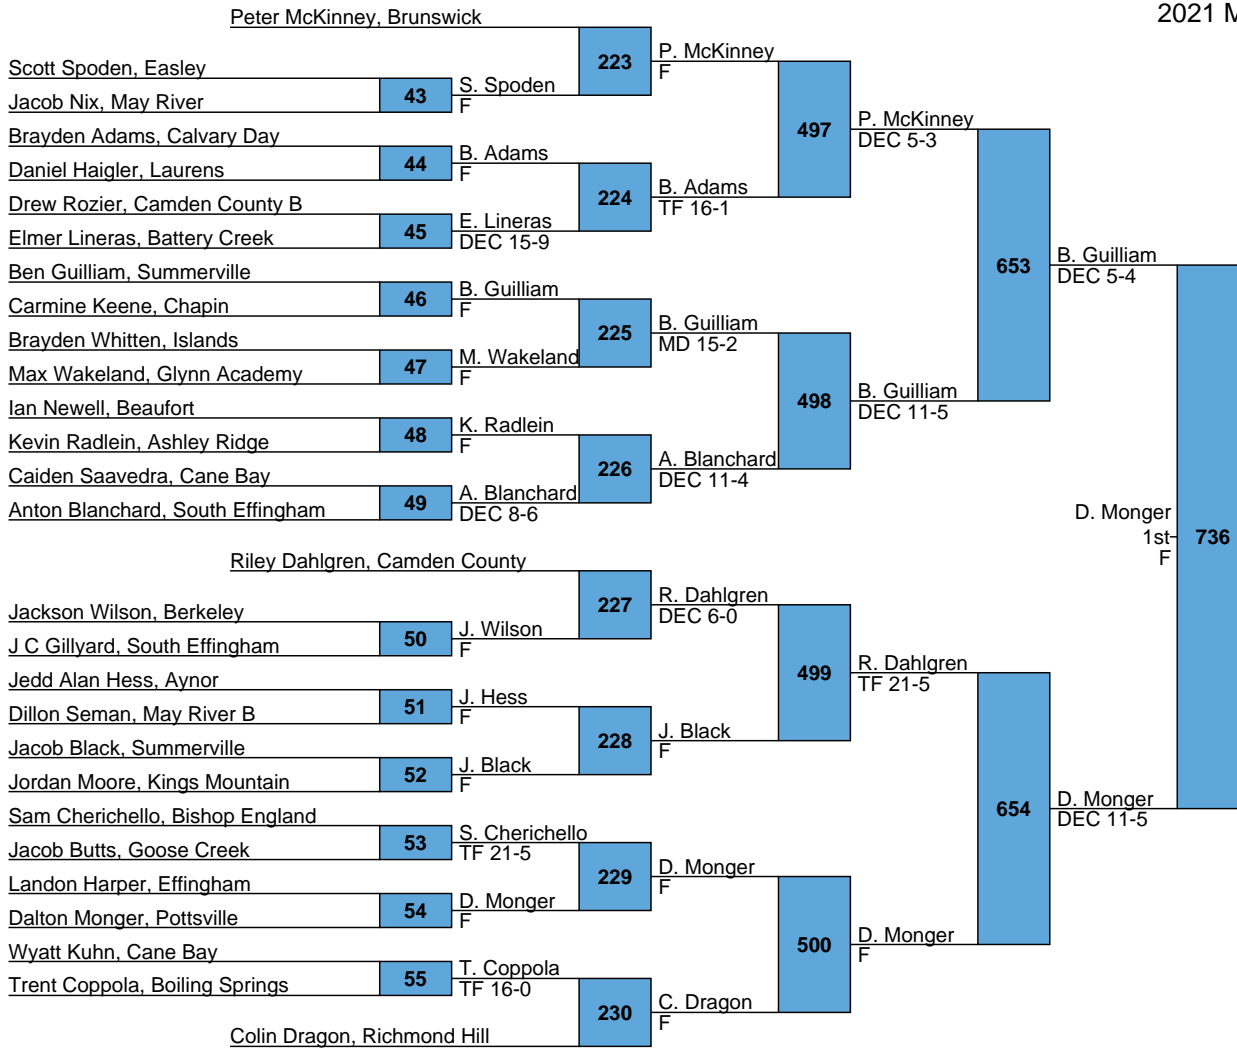 2021 M
Peter McKinney, Brunswick
223
P. McKinney
F
Scott Spoden, Easley
43
S. Spoden
F
Jacob Nix, May River
497
P. McKinney
DEC 5-3
Brayden Adams, Calvary Day
44
B. Adams
F
Daniel Haigler, Laurens
224
B. Adams
TF 16-1
Drew Rozier, Camden County B
45
E. Lineras
DEC 15-9
Elmer Lineras, Battery Creek
653
B. Guilliam
DEC 5-4
Ben Guilliam, Summerville
46
B. Guilliam
F
Carmine Keene, Chapin
225
B. Guilliam
MD 15-2
Brayden Whitten, Islands
47
M. Wakeland
F
Max Wakeland, Glynn Academy
498
B. Guilliam
DEC 11-5
Ian Newell, Beaufort
48
K. Radlein
F
Kevin Radlein, Ashley Ridge
226
A. Blanchard
DEC 11-4
Caiden Saavedra, Cane Bay
49
A. Blanchard
DEC 8-6
Anton Blanchard, South Effingham
D. Monger
1st
F
736
Riley Dahlgren, Camden County
227
R. Dahlgren
DEC 6-0
Jackson Wilson, Berkeley
50
J. Wilson
F
J C Gillyard, South Effingham
499
R. Dahlgren
TF 21-5
Jedd Alan Hess, Aynor
51
J. Hess
F
Dillon Seman, May River B
228
J. Black
F
Jacob Black, Summerville
52
J. Black
F
Jordan Moore, Kings Mountain
654
D. Monger
DEC 11-5
Sam Cherichello, Bishop England
53
S. Cherichello
TF 21-5
Jacob Butts, Goose Creek
229
D. Monger
F
Landon Harper, Effingham
54
D. Monger
F
Dalton Monger, Pottsville
500
D. Monger
F
Wyatt Kuhn, Cane Bay
55
T. Coppola
TF 16-0
Trent Coppola, Boiling Springs
230
C. Dragon
F
Colin Dragon, Richmond Hill